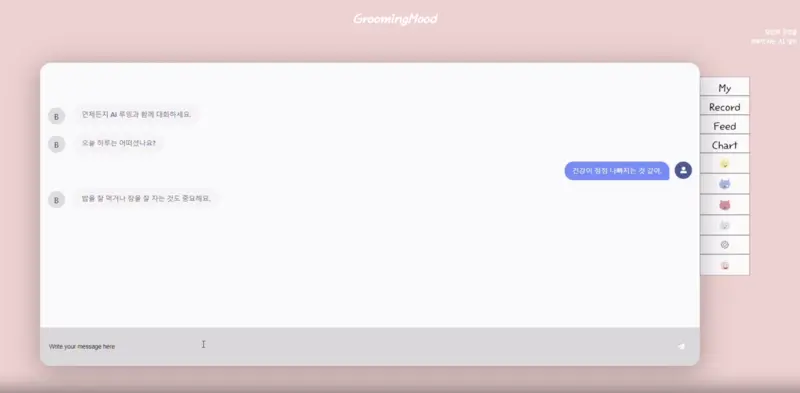 GroomingMood
B
언제든지 AI 루밍과 함께 대화하세요.
B
오늘 하루는 어떠셨나요?
건강이 점점 나빠지는 것 같아.
B
밥을 잘 먹거나 잠을 잘 자는 것도 중요해요.
My
Record
Feed
Chart
Write your message here